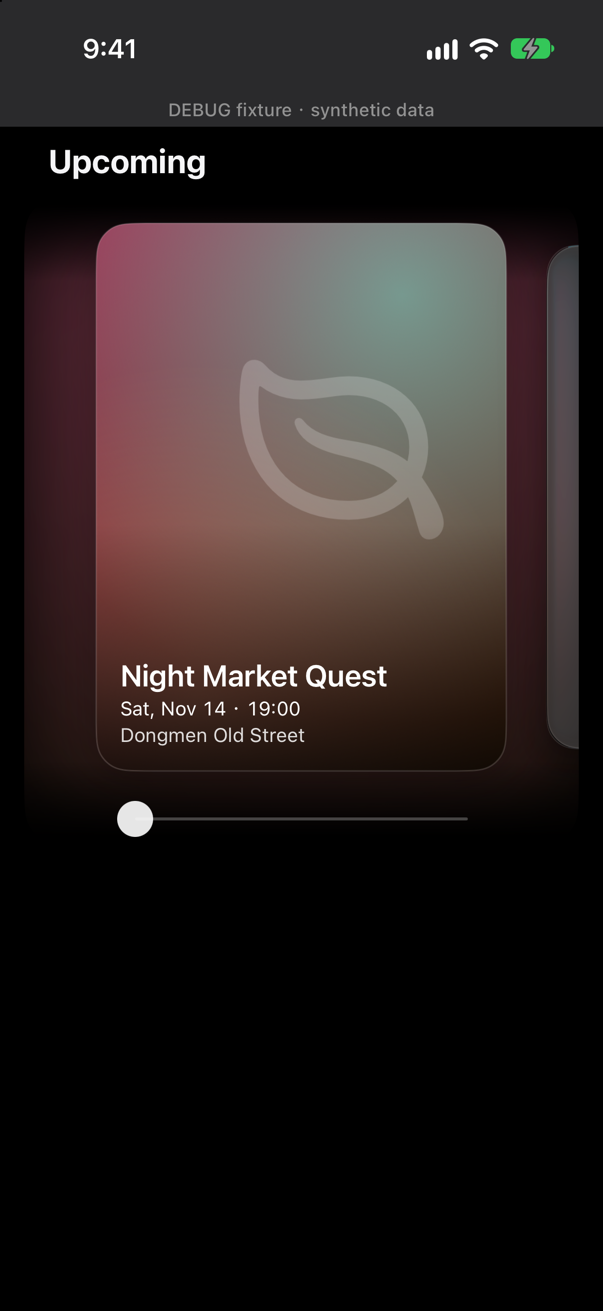 9:41
DEBUG fixture · synthetic data
Upcoming
Night Market Quest
Sat, Nov 14 · 19:00
Dongmen Old Street